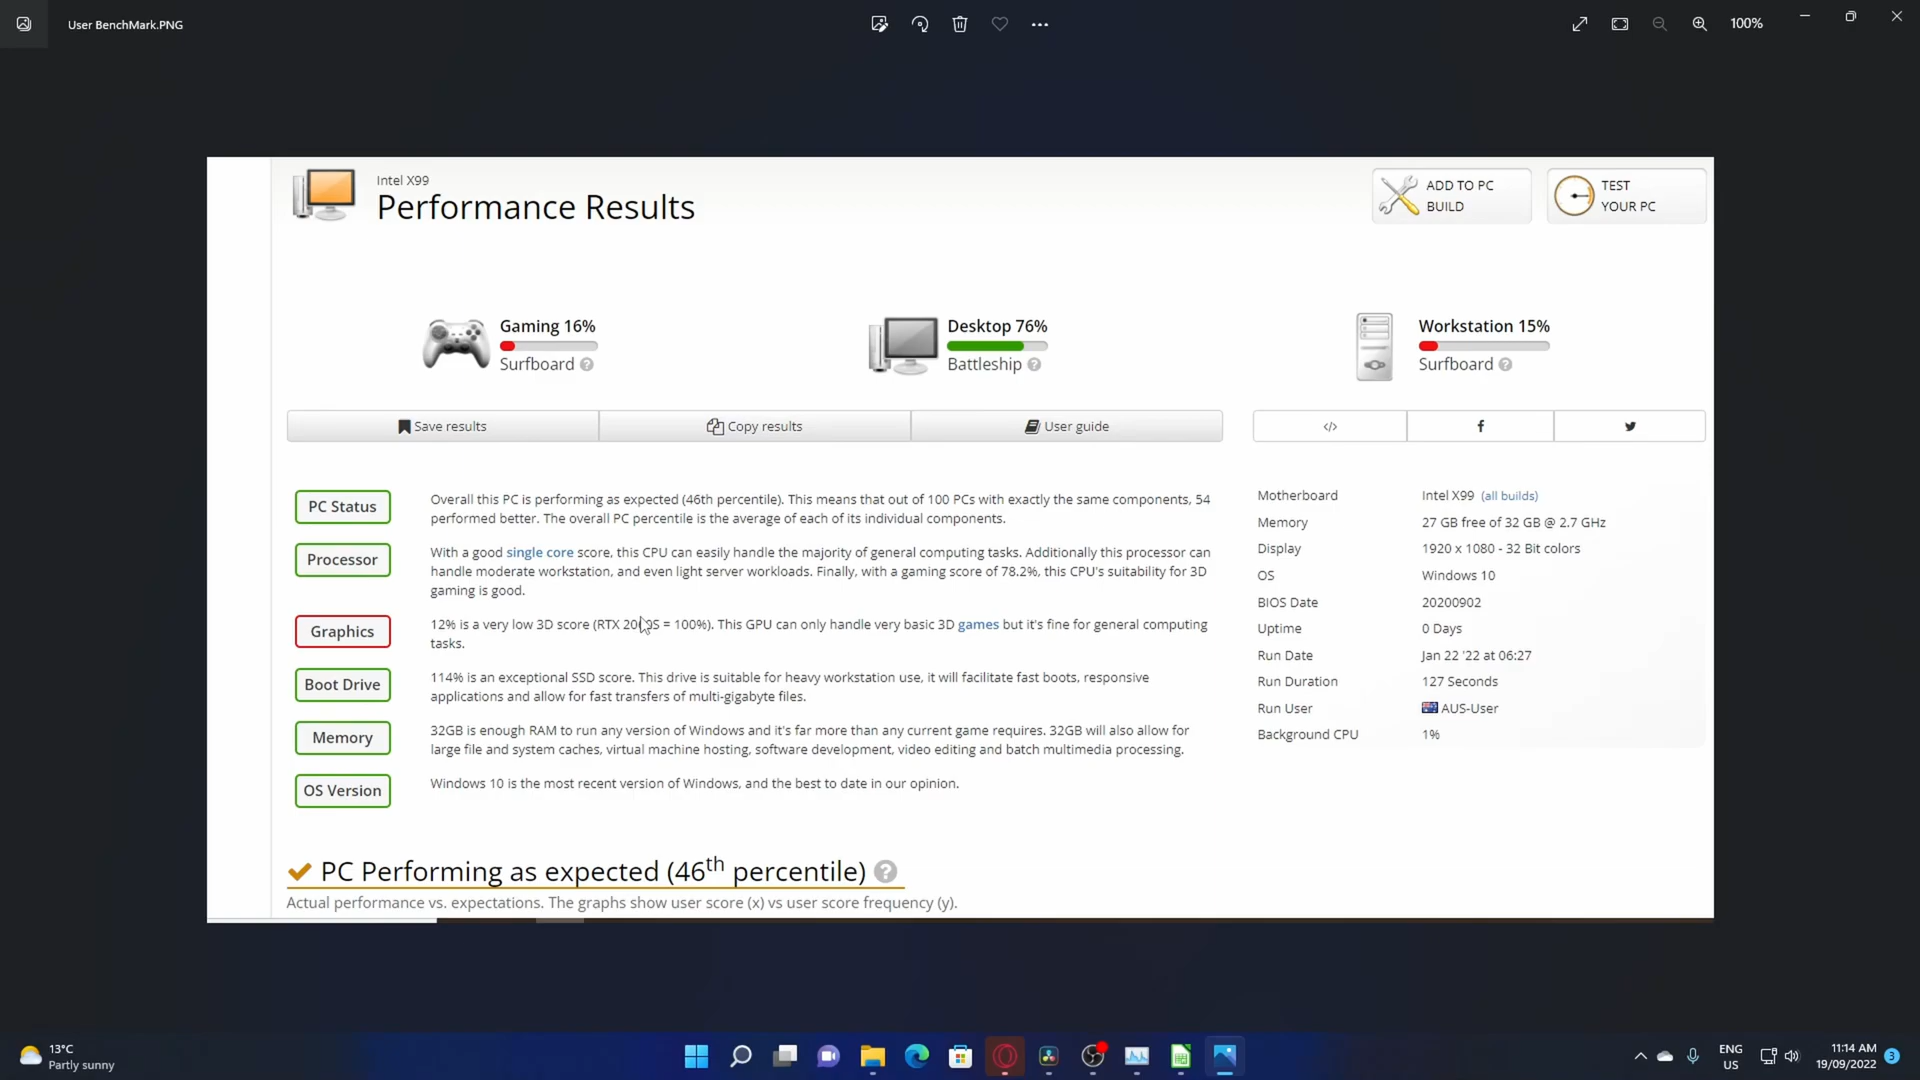 User BenchMark.PNG
100%
Intel X99
Performance Results
ADD TO PC
BUILD
TEST
YOUR PC
Gaming 16%
Surfboard
Desktop 76%
Battleship
Workstation 15%
Surfboard
Save results
Copy results
User guide
</>
PC Status
Overall this PC is performing as expected (46th percentile). This means that out of 100 PCs with exactly the same components, 54
performed better. The overall PC percentile is the average of each of its individual components.
Processor
With a good single core score, this CPU can easily handle the majority of general computing tasks. Additionally this processor can
handle moderate workstation, and even light server workloads. Finally, with a gaming score of 78.2%, this CPU's suitability for 3D
gaming is good.
Graphics
12% is a very low 3D score (RTX = 100%). This GPU can only handle very basic 3D games but it's fine for general computing
tasks.
Boot Drive
114% is an exceptional SSD score. This drive is suitable for heavy workstation use, it will facilitate fast boots, responsive
applications and allow for fast transfers of multi-gigabyte files.
Memory
32GB is enough RAM to run any version of Windows and it's far more than any current game requires. 32GB will also allow for
large file and system caches, virtual machine hosting, software development, video editing and batch multimedia processing.
OS Version
Windows 10 is the most recent version of Windows, and the best to date in our opinion.
Motherboard Intel X99 (all builds)
Memory 27 GB free of 32 GB @ 2.7 GHz
Display 1920 x 1080 - 32 Bit colors
OS Windows 10
BIOS Date 20200902
Uptime 0 Days
Run Date Jan 22 '22 at 06:27
Run Duration 127 Seconds
Run User AUS-User
Background CPU 1%
PC Performing as expected (46th percentile)
Actual performance vs. expectations. The graphs show user score (x) vs user score frequency (y).
13°C
Partly sunny
ENG
US
11:14 AM
19/09/2022
3